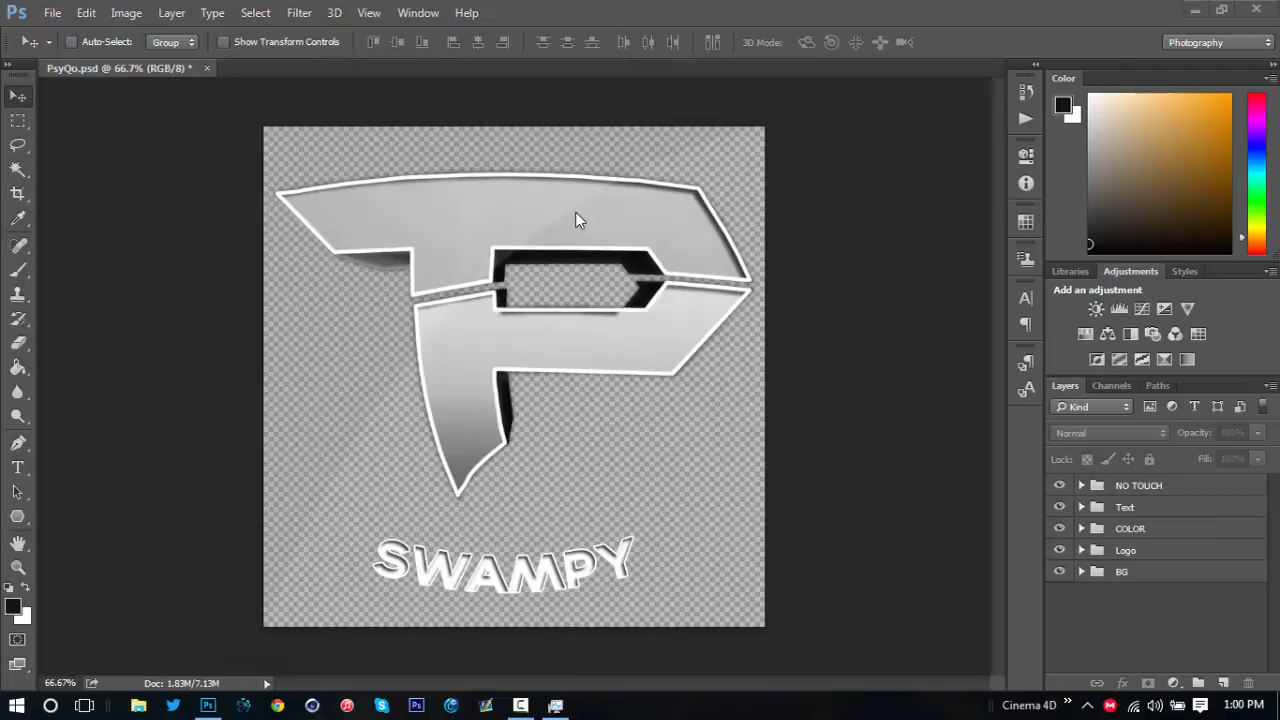 Ps File Edit Image Layer Type Select Filter 3D View Window Help
Auto-Select: Group Show Transform Controls 3D Mode: Photography
PsyQo.psd @ 66.7% (RGB/8) * ×
Color
Libraries Adjustments Styles
Add an adjustment
Layers Channels Paths
Kind
Normal Opacity: 100%
Lock: Fill: 100%
NO TOUCH
Text
COLOR
Logo
BG
SWAMPY
66.67% Doc: 1.83M/7.13M
Cinema 4D 1:00 PM